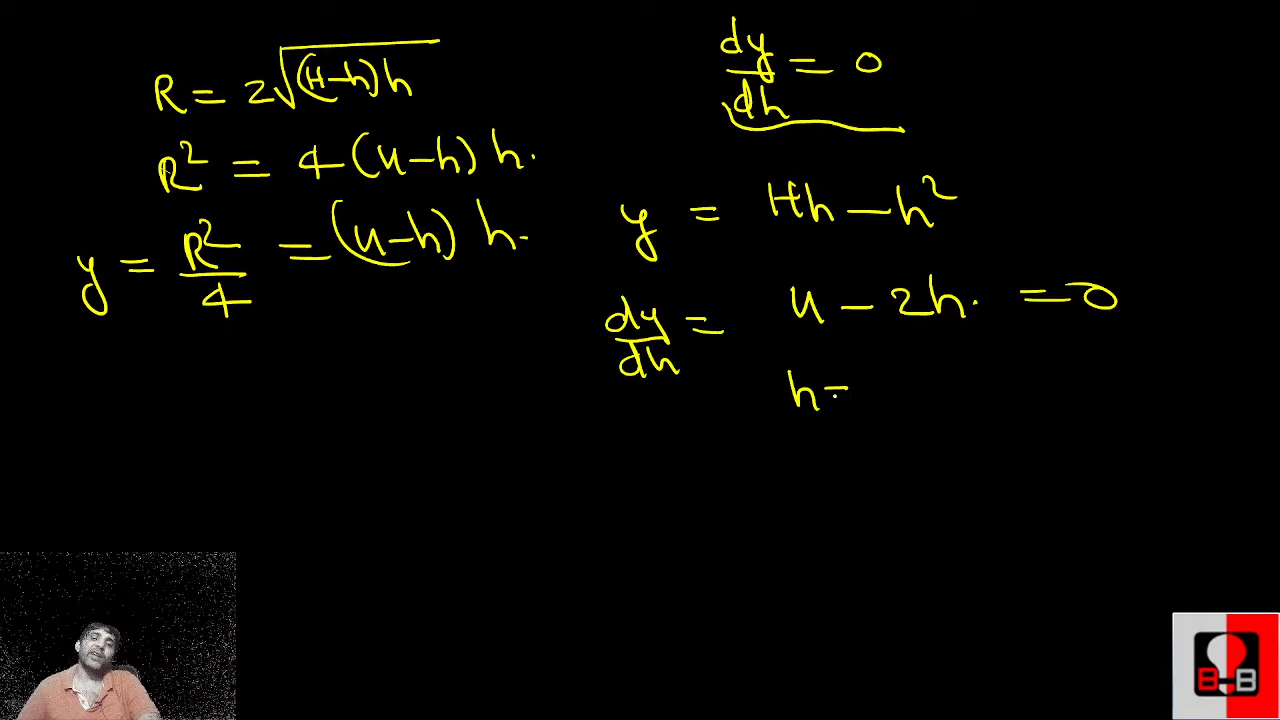 R = 2√(H-h)h
R² = 4(H-h)h.
y = R²/4 = (H-h)h.
dy/dh = 0
y = Hh - h²
dy/dh = H - 2h. = 0
h=
B B